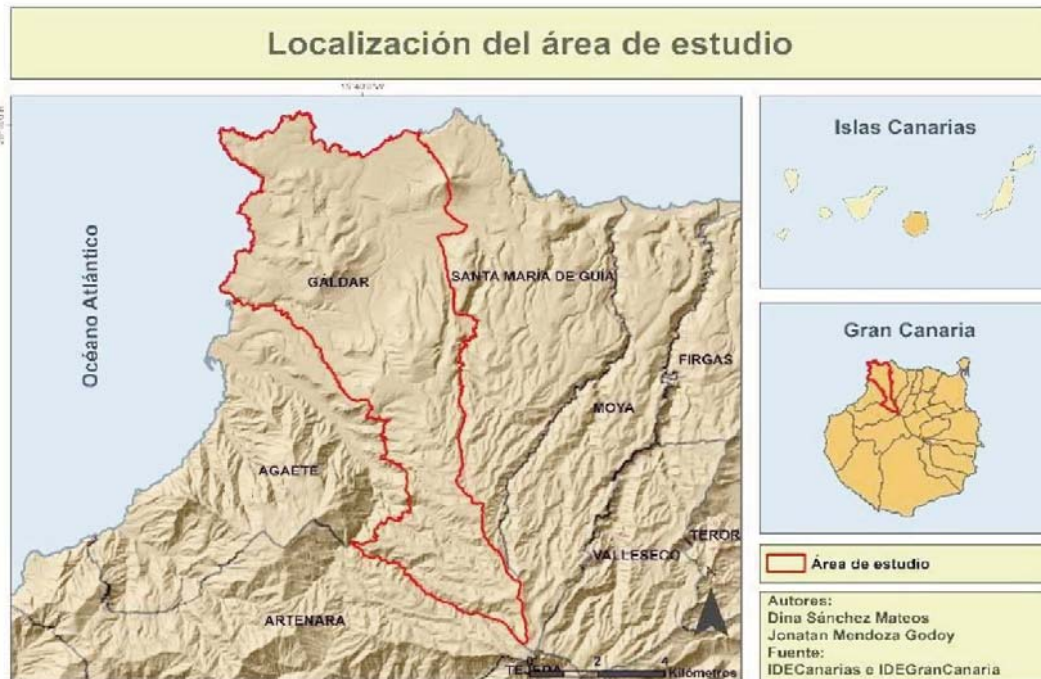 Localización del área de estudio
Océano Atlántico
GÁLDAR
SANTA MARÍA DE GUÍA
FIRGAS
MOYA
AGAETE
VALLESECO
TEROR
ARTENARA
TEJEDA
0 2 4
Kilómetros
N
Islas Canarias
Gran Canaria
Área de estudio
Autores:
Dina Sánchez Mateos
Jonatan Mendoza Godoy
Fuente:
IDECanarias e IDEGranCanaria